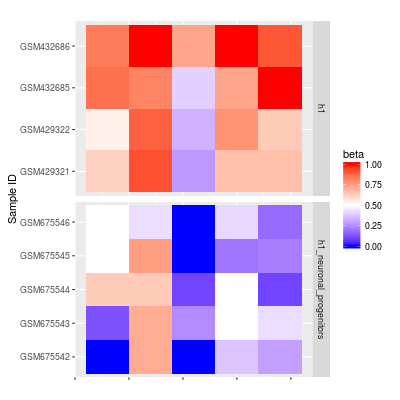 Sample ID
GSM432686
GSM432685
GSM429322
GSM429321
h1
GSM675546
GSM675545
GSM675544
GSM675543
GSM675542
h1_neuronal_progenitors
beta
1.00
0.75
0.50
0.25
0.00